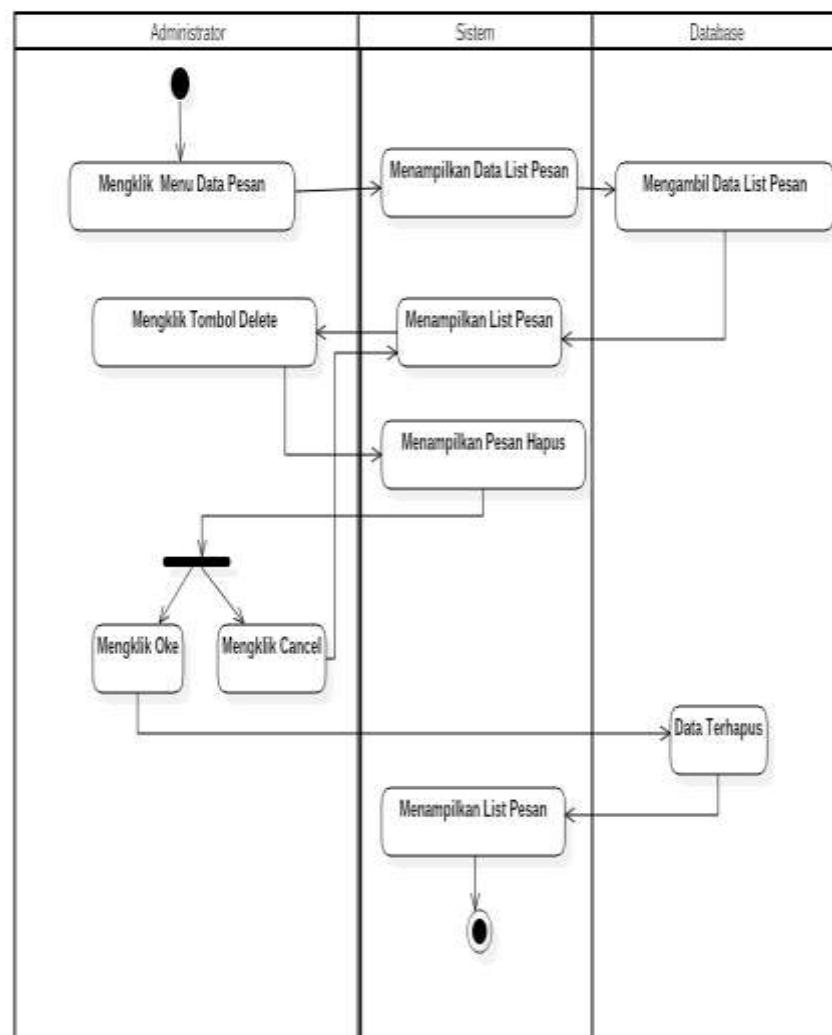 Administrator
Sistem
Database
Mengklik Menu Data Pesan
Menampilkan Data List Pesan
Mengambil Data List Pesan
Mengklik Tombol Delete
Menampilkan List Pesan
Menampilkan Pesan Hapus
Mengklik Oke
Mengklik Cancel
Data Terhapus
Menampilkan List Pesan